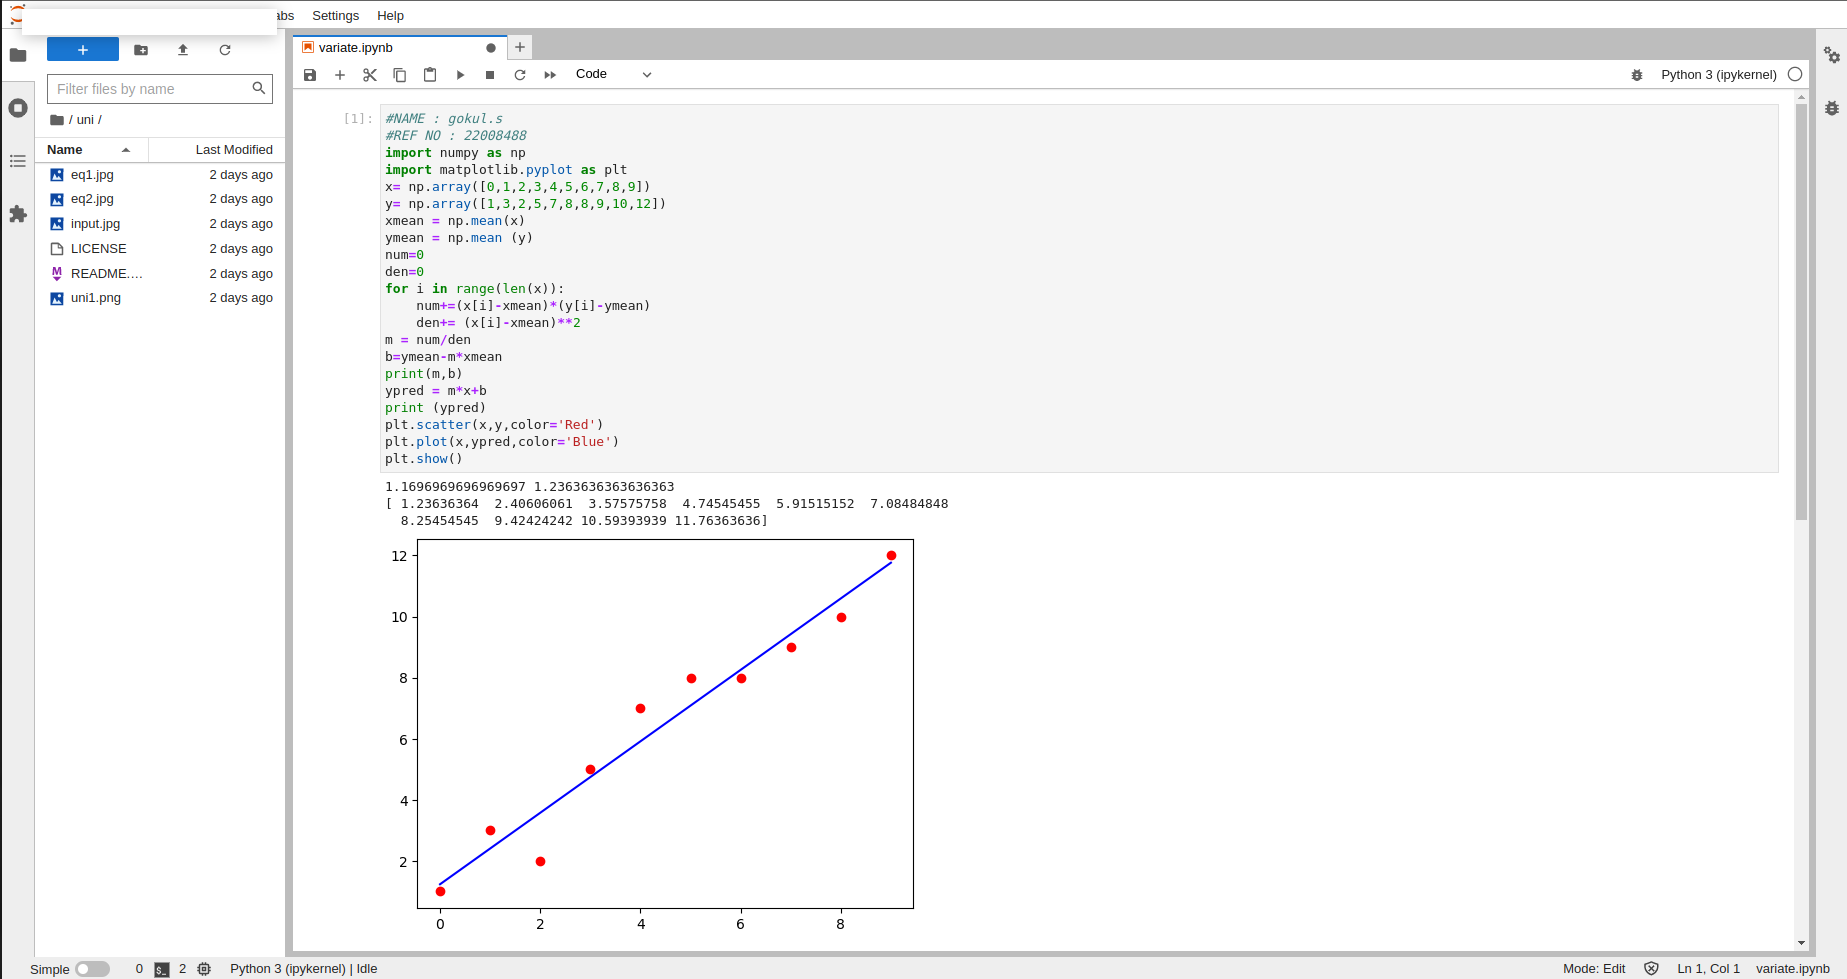 abs Settings Help
variate.ipynb
Code
Python 3 (ipykernel)
Filter files by name
/ uni /
Name Last Modified
eq1.jpg 2 days ago
eq2.jpg 2 days ago
input.jpg 2 days ago
LICENSE 2 days ago
README.... 2 days ago
uni1.png 2 days ago
[1]:
#NAME : gokul.s
#REF NO : 22008488
import numpy as np
import matplotlib.pyplot as plt
x= np.array([0,1,2,3,4,5,6,7,8,9])
y= np.array([1,3,2,5,7,8,8,9,10,12])
xmean = np.mean(x)
ymean = np.mean (y)
num=0
den=0
for i in range(len(x)):
    num+=(x[i]-xmean)*(y[i]-ymean)
    den+= (x[i]-xmean)**2
m = num/den
b=ymean-m*xmean
print(m,b)
ypred = m*x+b
print (ypred)
plt.scatter(x,y,color='Red')
plt.plot(x,ypred,color='Blue')
plt.show()
1.1696969696969697 1.2363636363636363
[ 1.23636364  2.40606061  3.57575758  4.74545455  5.91515152  7.08484848
  8.25454545  9.42424242 10.59393939 11.76363636]
12
10
8
6
4
2
0 2 4 6 8
Simple 0 $_ 2 Python 3 (ipykernel) | Idle Mode: Edit Ln 1, Col 1 variate.ipynb